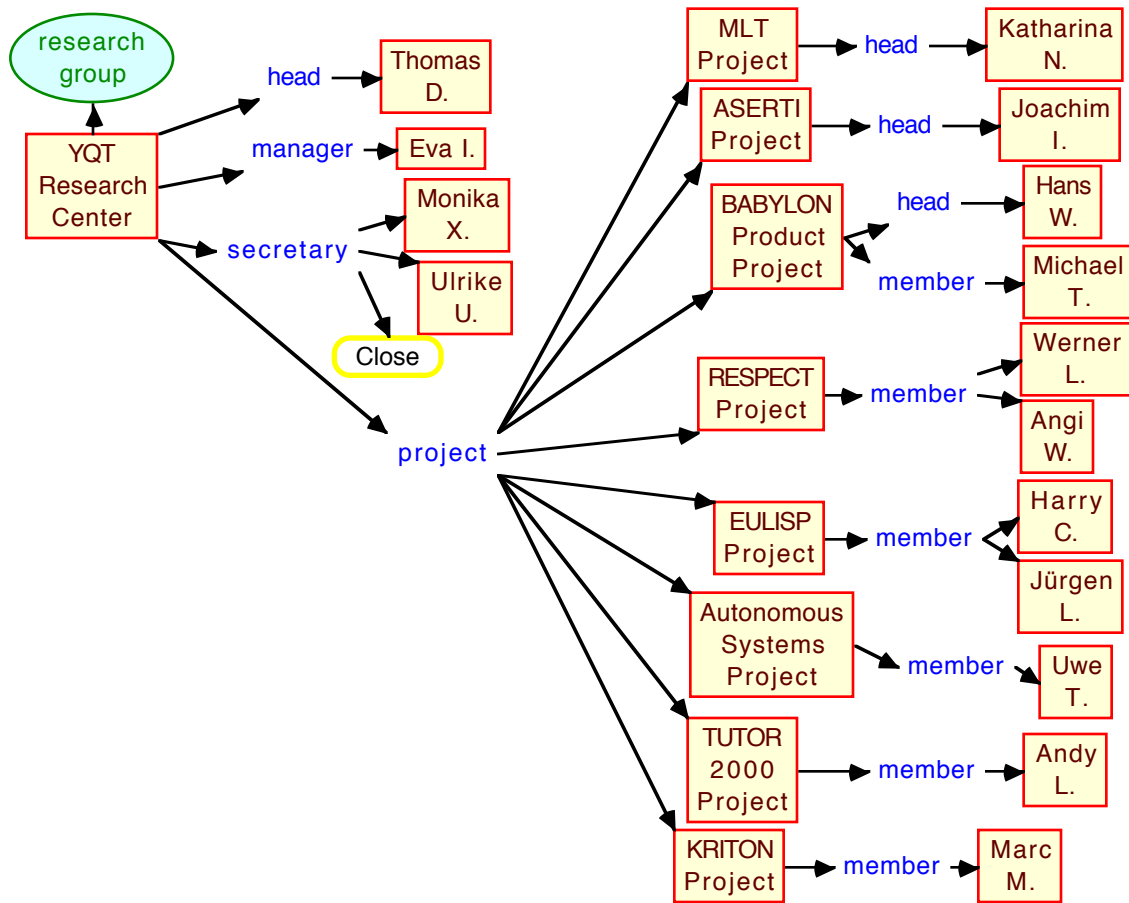 research
group
YQT
Research
Center
head
Thomas
D.
manager
Eva I.
secretary
Monika
X.
Ulrike
U.
Close
project
MLT
Project
head
Katharina
N.
ASERTI
Project
head
Joachim
I.
BABYLON
Product
Project
head
Hans
W.
member
Michael
T.
RESPECT
Project
member
Werner
L.
Angi
W.
EULISP
Project
member
Harry
C.
Jürgen
L.
Autonomous
Systems
Project
member
Uwe
T.
TUTOR
2000
Project
member
Andy
L.
KRITON
Project
member
Marc
M.